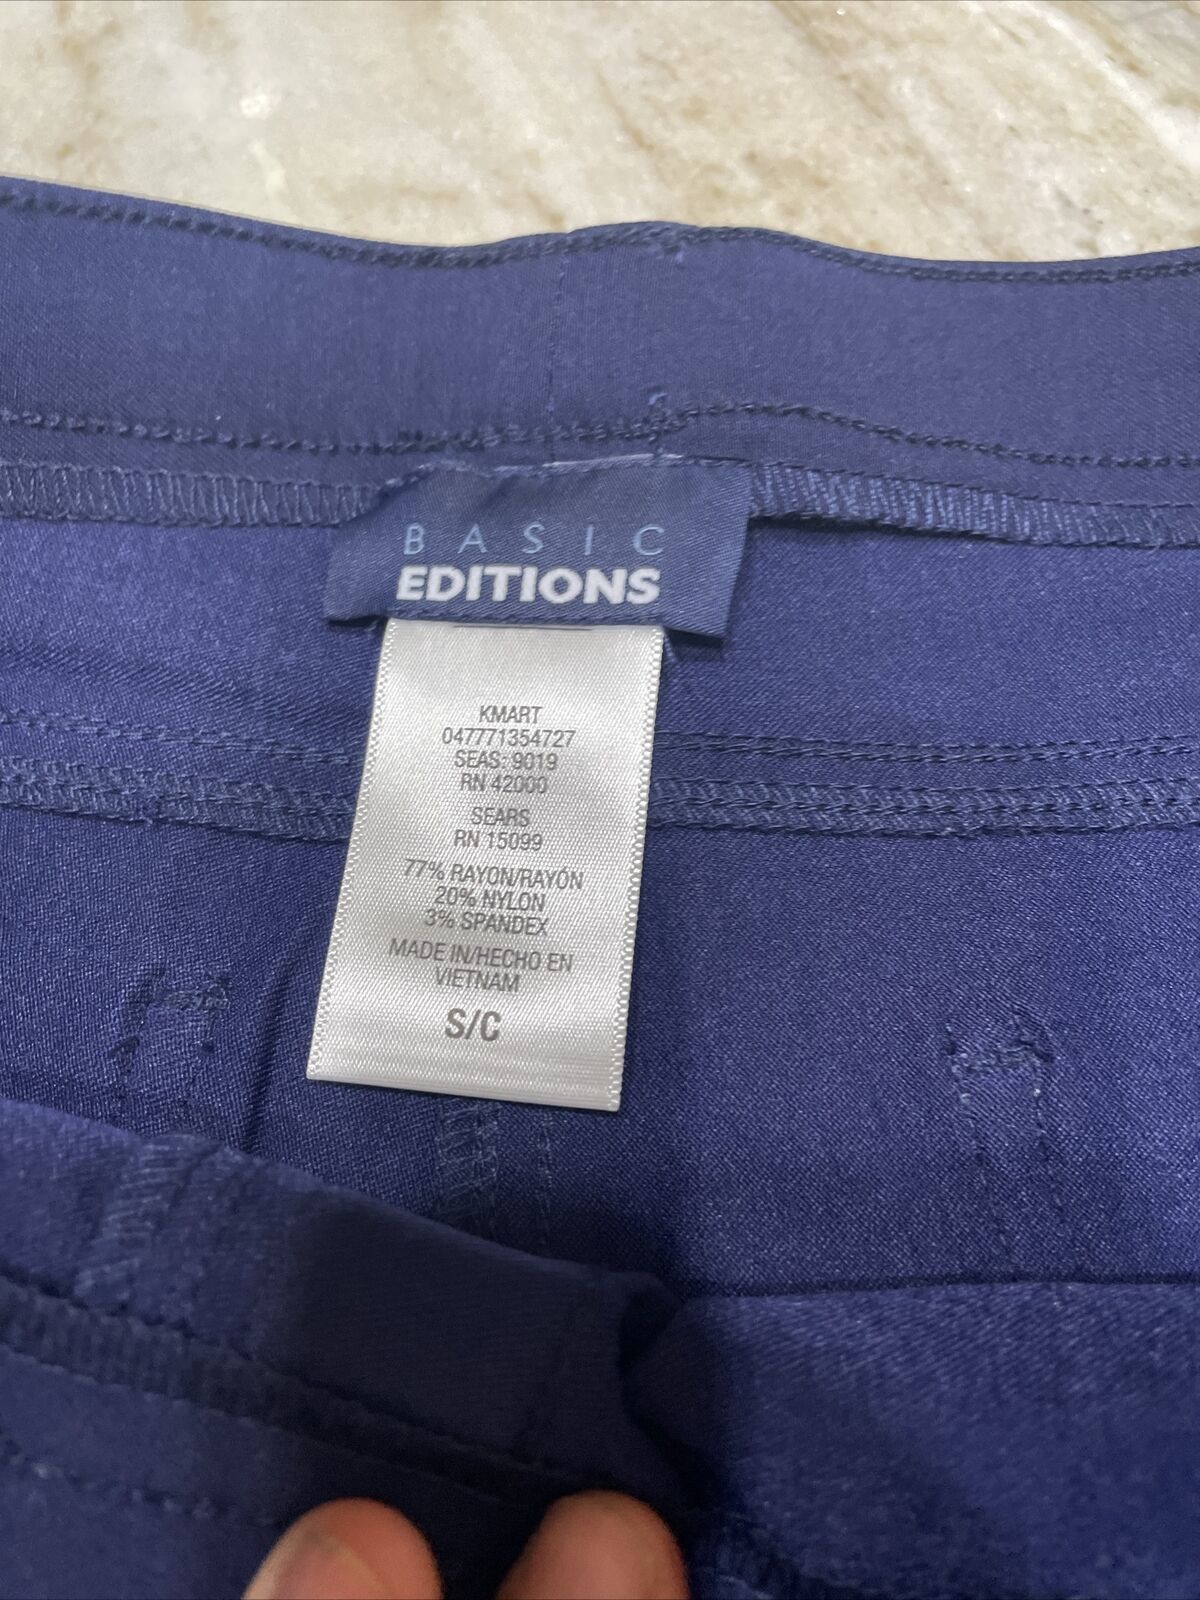 BASIC
EDITIONS
KMART
047771354727
SEAS: 9019
RN 42000
SEARS
RN 15099
77% RAYON/RAYÓN
20% NYLON
3% SPANDEX
MADE IN/HECHO EN
VIETNAM
S/C